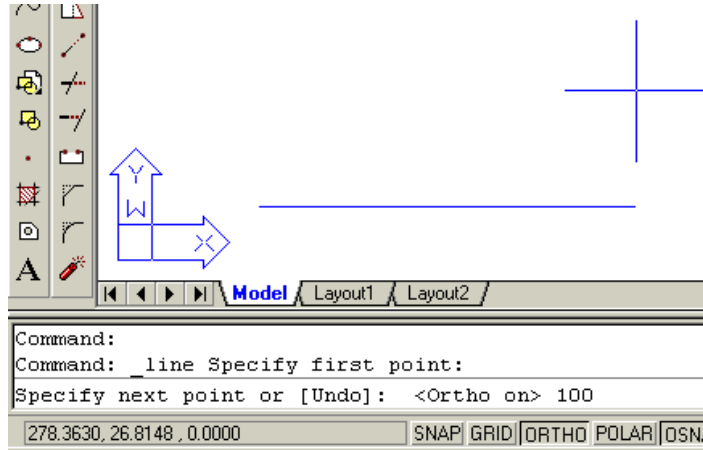 A
Y
W
X
Model Layout1 Layout2
Command:
Command: _line Specify first point:
Specify next point or [Undo]: <Ortho on> 100
278.3630, 26.8148 , 0.0000 SNAP GRID ORTHO POLAR